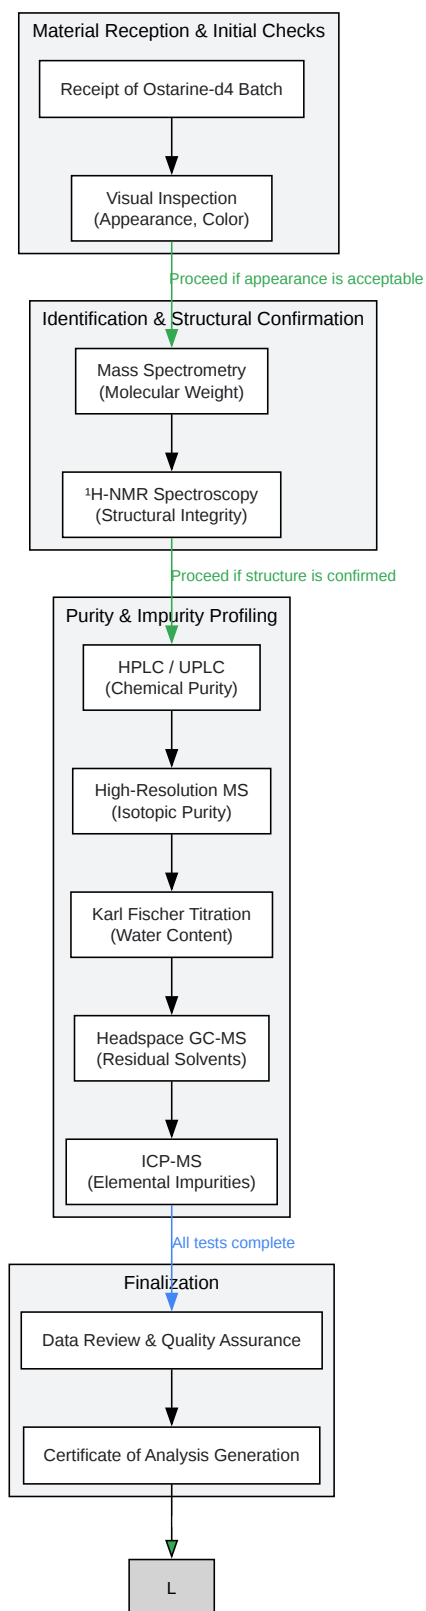 Material Reception & Initial Checks
Receipt of Ostarine-d4 Batch
Visual Inspection
(Appearance, Color)
Proceed if appearance is acceptable
Identification & Structural Confirmation
Mass Spectrometry
(Molecular Weight)
¹H-NMR Spectroscopy
(Structural Integrity)
Proceed if structure is confirmed
Purity & Impurity Profiling
HPLC / UPLC
(Chemical Purity)
High-Resolution MS
(Isotopic Purity)
Karl Fischer Titration
(Water Content)
Headspace GC-MS
(Residual Solvents)
ICP-MS
(Elemental Impurities)
All tests complete
Finalization
Data Review & Quality Assurance
Certificate of Analysis Generation
L